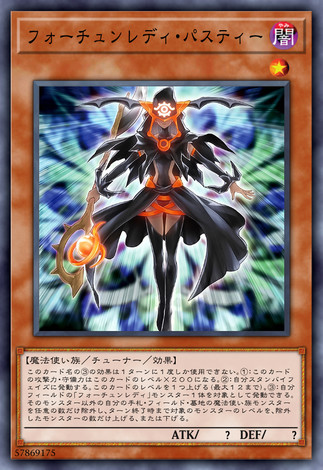 フォーチュンレディ・パスティー
やみ
闇
【魔法使い族／チューナー／効果】
このカード名の③の効果は１ターンに１度しか使用できない。①：このカード
の攻撃力・守備力はこのカードのレベル×２００になる。②：自分スタンバイフ
ェイズに発動する。このカードのレベルを１つ上げる（最大１２まで）。③：自分
フィールドの「フォーチュンレディ」モンスター１体を対象として発動できる。
そのモンスター以外の自分の手札・フィールド・墓地の魔法使い族モンスター
を任意の数だけ除外し、ターン終了時まで対象のモンスターのレベルを、除外
したモンスターの数だけ上げる、または下げる。
ATK/ ? DEF/ ?
57869175